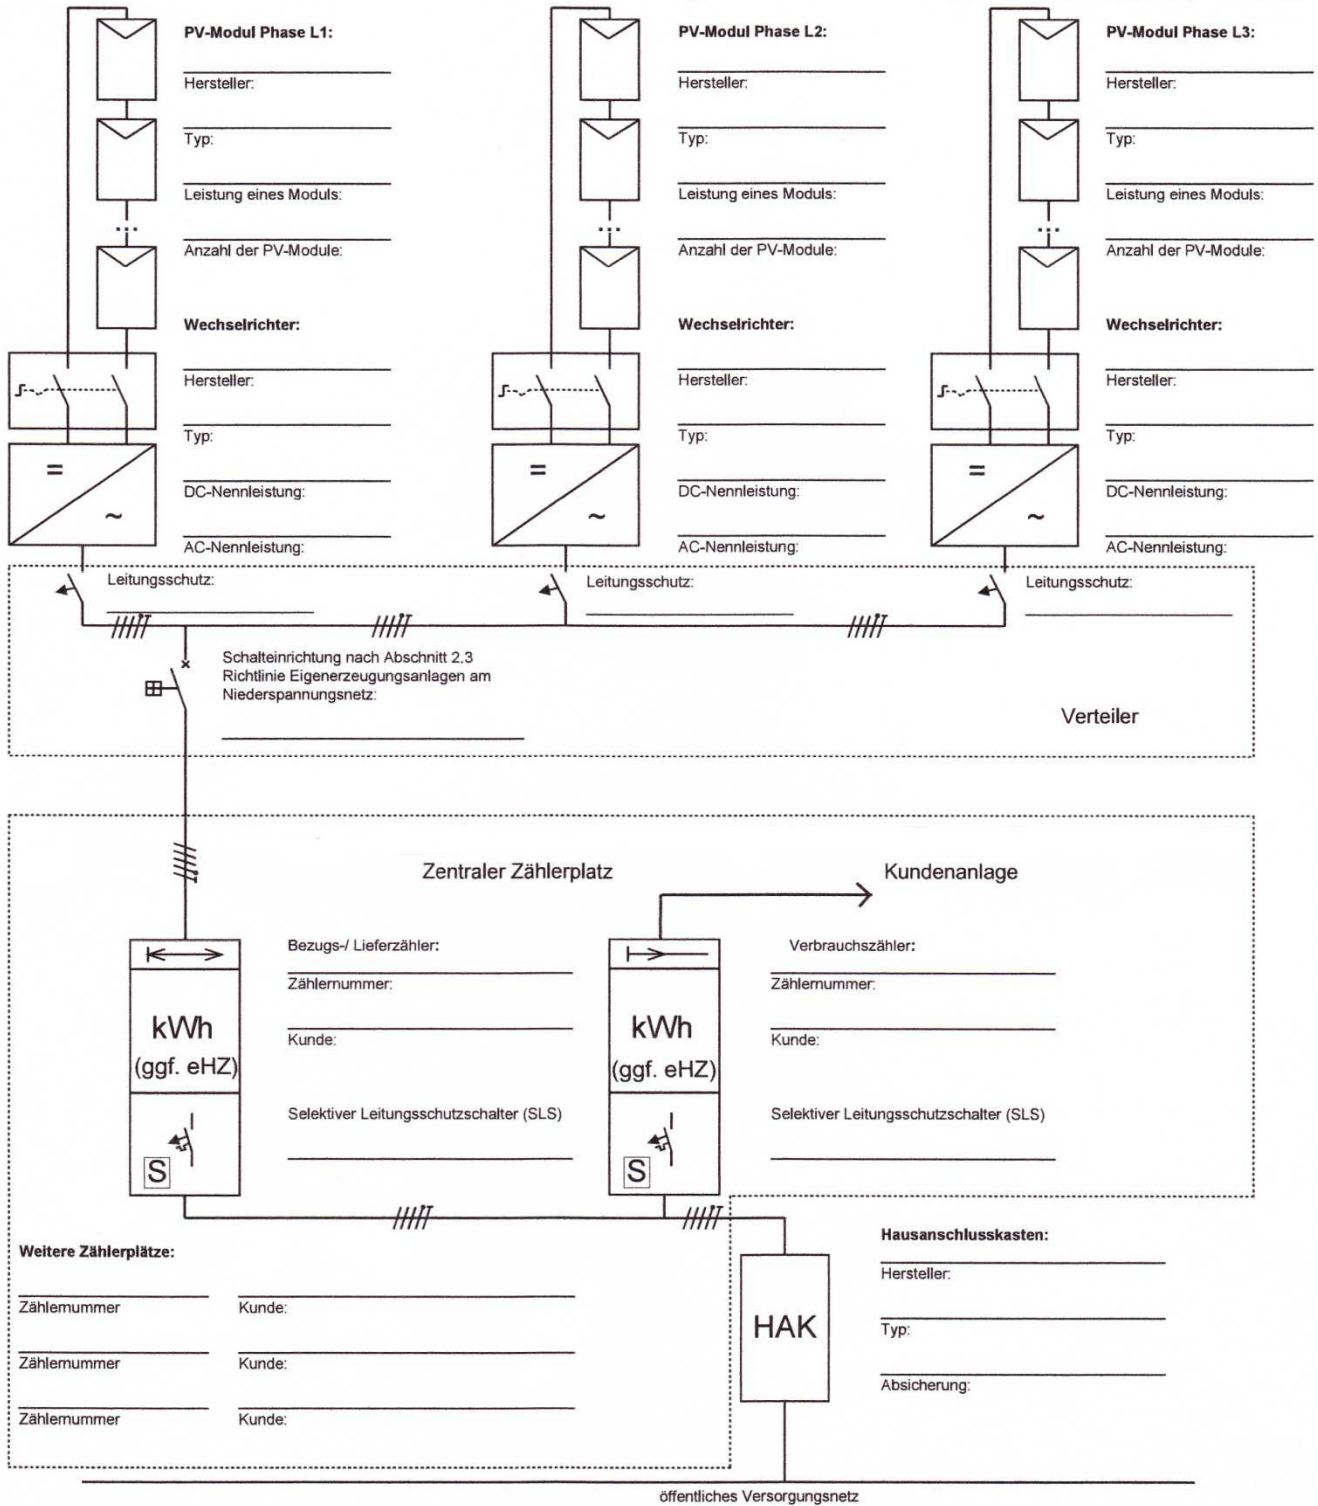 PV-Modul Phase L1:
Hersteller:
Typ:
Leistung eines Moduls:
...
Anzahl der PV-Module:
Wechselrichter:
Hersteller:
Typ:
=
~
DC-Nennleistung:
AC-Nennleistung:
PV-Modul Phase L2:
Hersteller:
Typ:
Leistung eines Moduls:
...
Anzahl der PV-Module:
Wechselrichter:
Hersteller:
Typ:
=
~
DC-Nennleistung:
AC-Nennleistung:
PV-Modul Phase L3:
Hersteller:
Typ:
Leistung eines Moduls:
...
Anzahl der PV-Module:
Wechselrichter:
Hersteller:
Typ:
=
~
DC-Nennleistung:
AC-Nennleistung:
Leitungsschutz:
Leitungsschutz:
Leitungsschutz:
Schalteinrichtung nach Abschnitt 2.3
Richtlinie Eigenerzeugungsanlagen am
Niederspannungsnetz:
Verteiler
Zentraler Zählerplatz
Kundenanlage
Bezugs-/ Lieferzähler:
Zählernummer:
kWh
(ggf. eHZ)
Kunde:
Selektiver Leitungsschutzschalter (SLS)
S
Verbrauchszähler:
Zählernummer:
kWh
(ggf. eHZ)
Kunde:
Selektiver Leitungsschutzschalter (SLS)
S
Weitere Zählerplätze:
Zählernummer
Kunde:
Zählernummer
Kunde:
Zählernummer
Kunde:
HAK
Hausanschlusskasten:
Hersteller:
Typ:
Absicherung:
öffentliches Versorgungsnetz